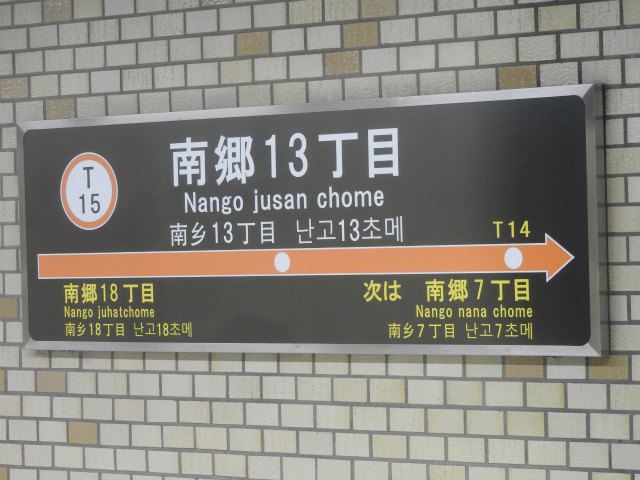 T
15
南郷13丁目
Nango jusan chome
南乡13丁目 난고13초메
T14
南郷18丁目
Nango juhatchome
南乡18丁目 난고18초메
次は 南郷7丁目
Nango nana chome
南乡7丁目 난고7초메